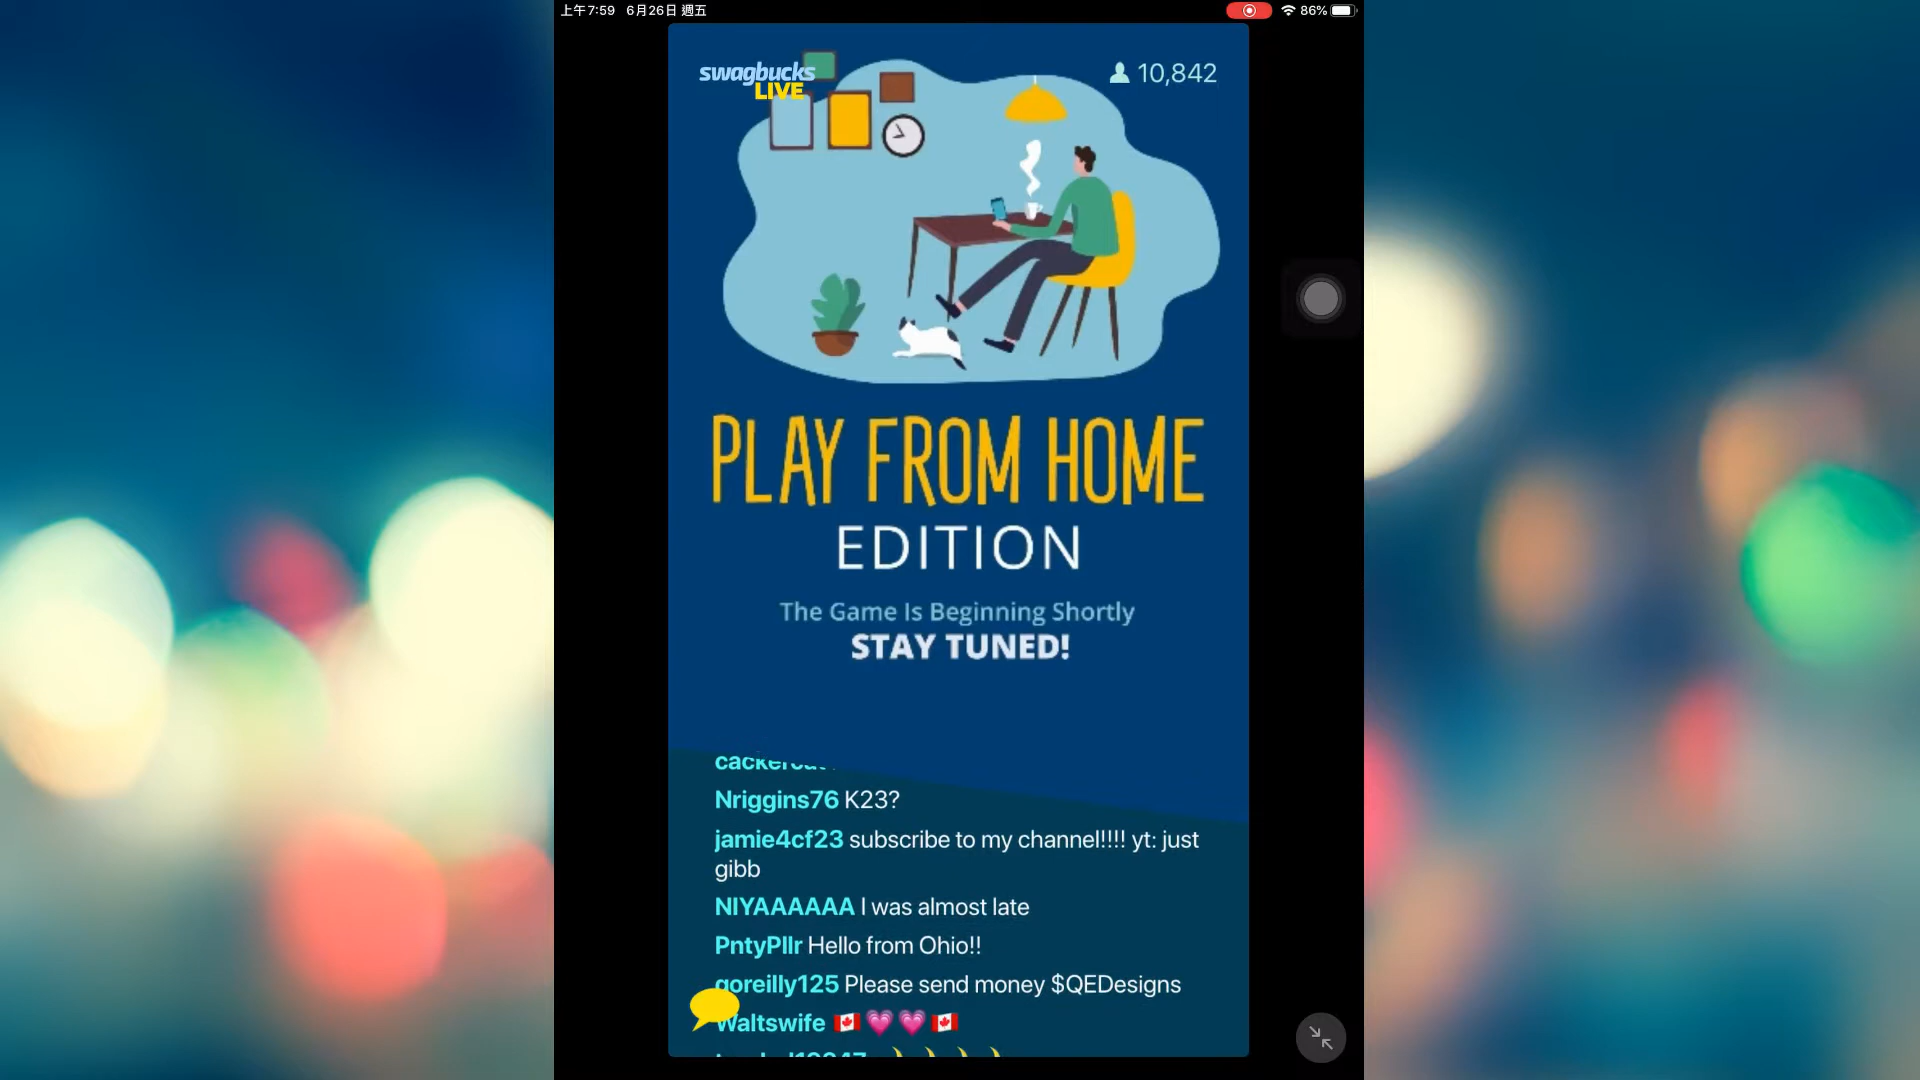 上午7:59 6月26日 週五
86%
swagbucks
LIVE
10,842
PLAY FROM HOME
EDITION
The Game Is Beginning Shortly
STAY TUNED!
Nriggins76 K23?
jamie4cf23 subscribe to my channel!!!! yt: just
gibb
NIYAAAAAA I was almost late
PntyPllr Hello from Ohio!!
goreilly125 Please send money $QEDesigns
Waltswife 🇨🇦💗💗🇨🇦